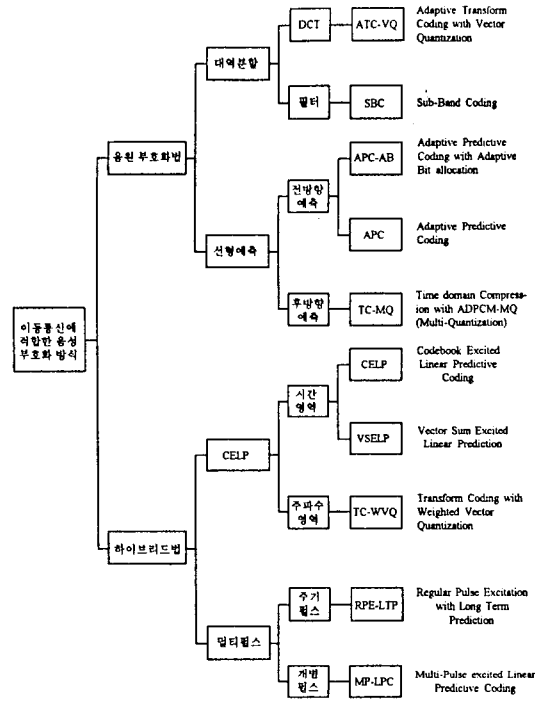 DCT
ATC-VQ
Adaptive Transform
Coding with Vector
Quantization
대역분할
필터
SBC
Sub-Band Coding
음원 부호화법
Adaptive Predictive
Coding with Adaptive
Bit allocation
전방향
예측
APC-AB
APC
Adaptive Predictive
Coding
선형예측
후방향
예측
TC-MQ
Time domain Compress-
ion with ADPCM-MQ
(Multi-Quantization)
이동통신에
적합한 음성
부호화 방식
CELP
Codebook Excited
Linear Predictive
Coding
시간
영역
VSELP
Vector Sum Excited
Linear Prediction
CELP
주파수
영역
TC-WVQ
Transform Coding with
Weighted Vector
Quantization
하이브리드법
주기
펄스
RPE-LTP
Regular Pulse Excitation
with Long Term
Prediction
멀티펄스
개별
펄스
MP-LPC
Multi-Pulse excited Linear
Predictive Coding